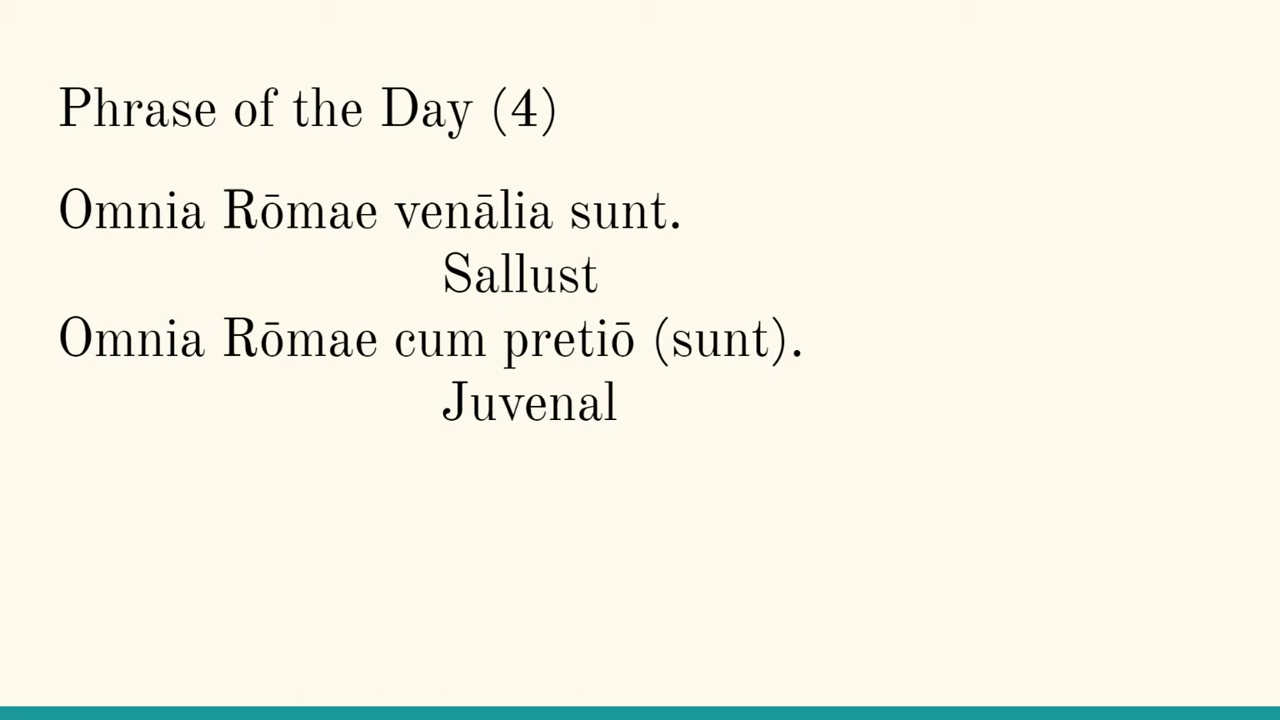 Phrase of the Day (4)
Omnia Rōmae venālia sunt.
Sallust
Omnia Rōmae cum pretiō (sunt).
Juvenal